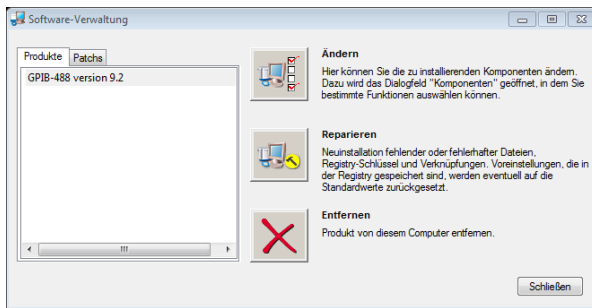 Software-Verwaltung
Produkte
Patchs
GPIB-488 version 9.2
Ändern
Hier können Sie die zu installierenden Komponenten ändern.
Dazu wird das Dialogfeld "Komponenten" geöffnet, in dem Sie
bestimmte Funktionen auswählen können.
Reparieren
Neuinstallation fehlender oder fehlerhafter Dateien,
Registry-Schlüssel und Verknüpfungen. Voreinstellungen, die in
der Registry gespeichert sind, werden eventuell auf die
Standardwerte zurückgesetzt.
Entfernen
Produkt von diesem Computer entfernen.
Schließen